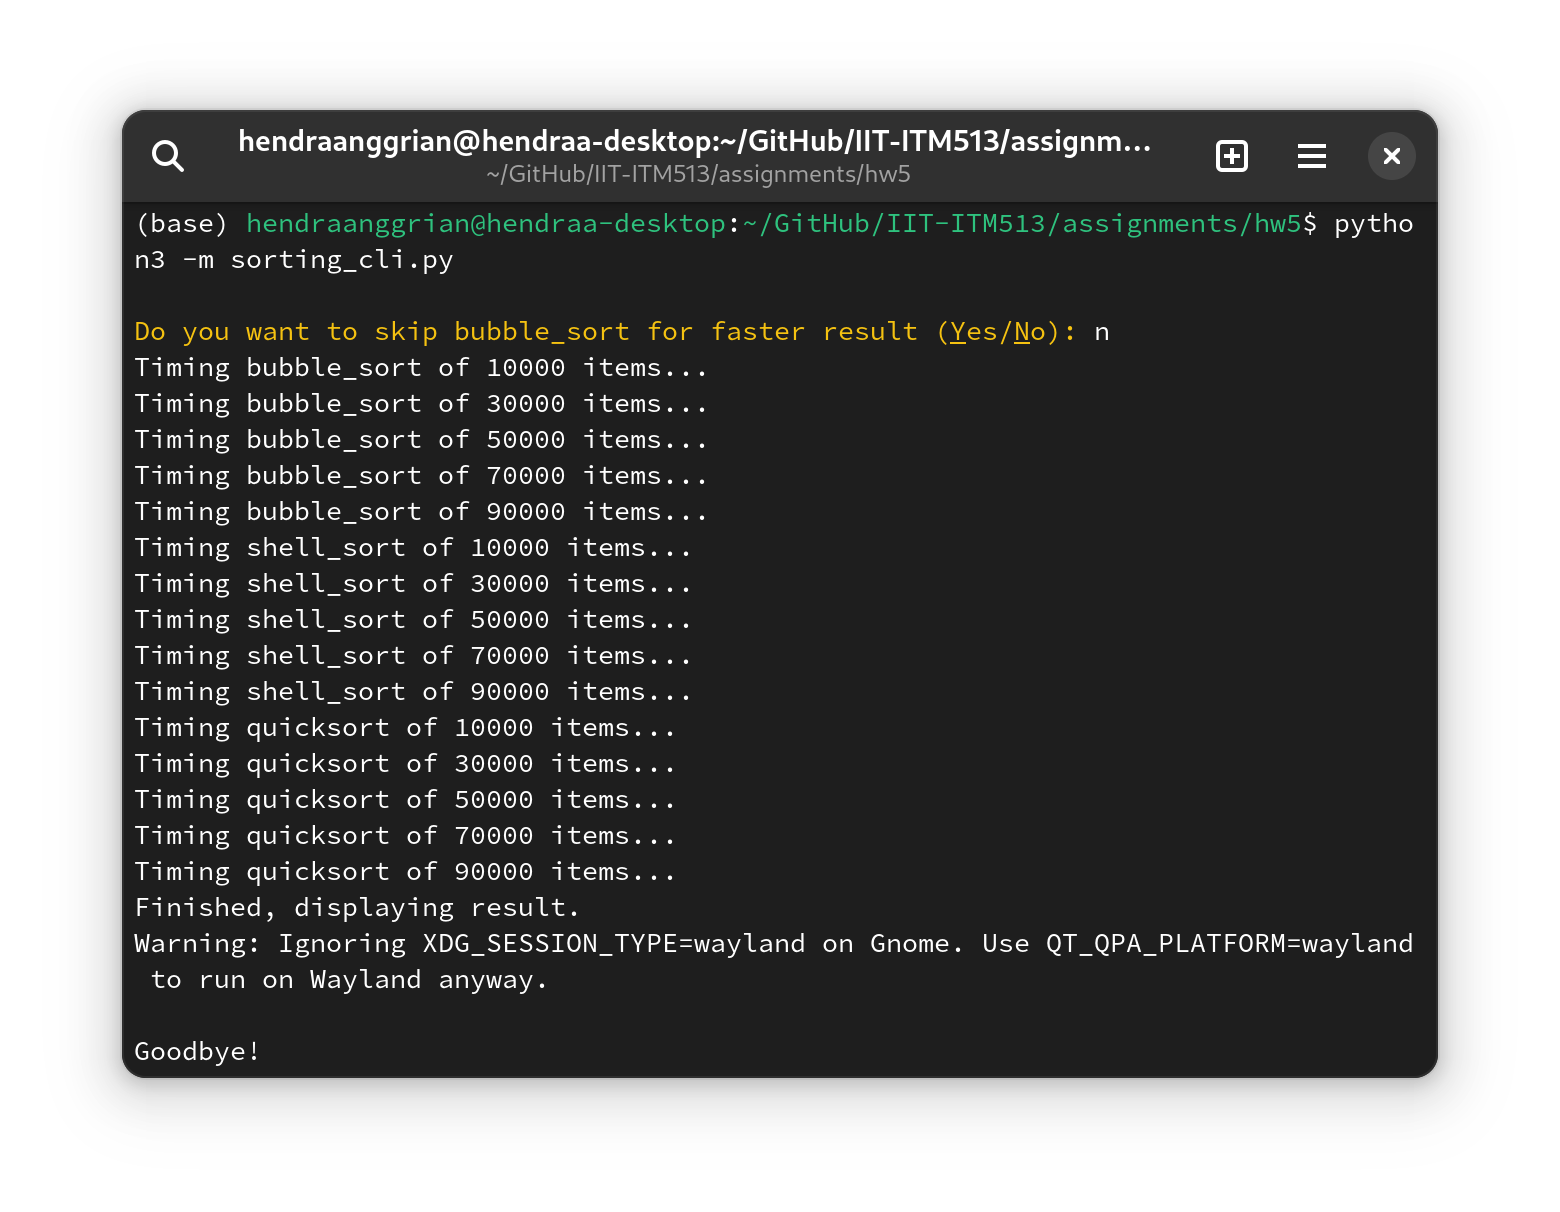 hendraanggrian@hendraa-desktop:~/GitHub/IIT-ITM513/assignm...
~/GitHub/IIT-ITM513/assignments/hw5
(base) hendraanggrian@hendraa-desktop:~/GitHub/IIT-ITM513/assignments/hw5$ pytho
n3 -m sorting_cli.py
Do you want to skip bubble_sort for faster result (Yes/No): n
Timing bubble_sort of 10000 items...
Timing bubble_sort of 30000 items...
Timing bubble_sort of 50000 items...
Timing bubble_sort of 70000 items...
Timing bubble_sort of 90000 items...
Timing shell_sort of 10000 items...
Timing shell_sort of 30000 items...
Timing shell_sort of 50000 items...
Timing shell_sort of 70000 items...
Timing shell_sort of 90000 items...
Timing quicksort of 10000 items...
Timing quicksort of 30000 items...
Timing quicksort of 50000 items...
Timing quicksort of 70000 items...
Timing quicksort of 90000 items...
Finished, displaying result.
Warning: Ignoring XDG_SESSION_TYPE=wayland on Gnome. Use QT_QPA_PLATFORM=wayland
 to run on Wayland anyway.
Goodbye!